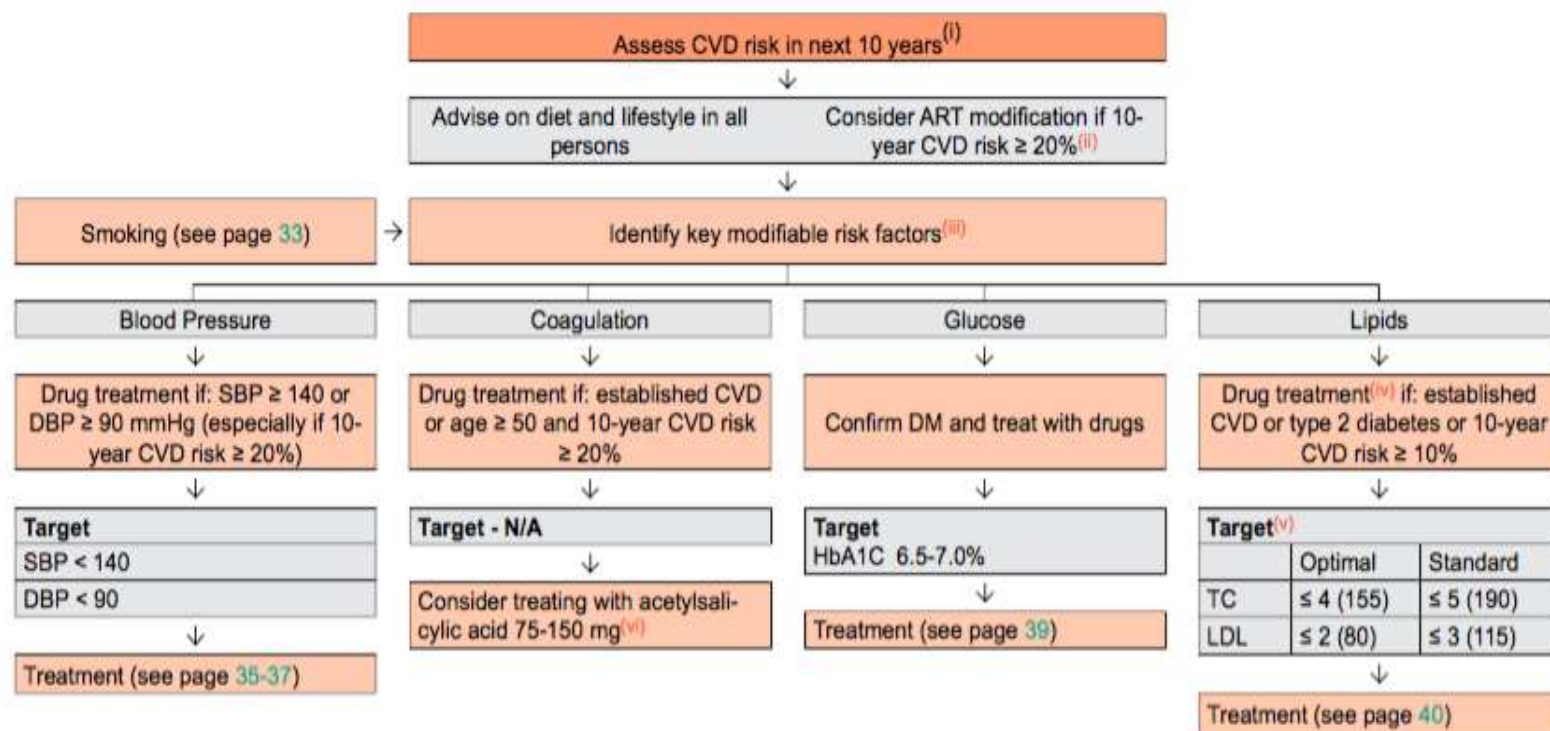 Assess CVD risk in next 10 years(i)
Advise on diet and lifestyle in all
persons
Consider ART modification if 10-
year CVD risk ≥ 20%(ii)
Smoking (see page 33)
Identify key modifiable risk factors(iii)
Blood Pressure
Drug treatment if: SBP ≥ 140 or
DBP ≥ 90 mmHg (especially if 10-
year CVD risk ≥ 20%)
Target
SBP < 140
DBP < 90
Treatment (see page 35-37)
Coagulation
Drug treatment if: established CVD
or age ≥ 50 and 10-year CVD risk
≥ 20%
Target - N/A
Consider treating with acetylsali-
cylic acid 75-150 mg(vi)
Glucose
Confirm DM and treat with drugs
Target
HbA1C 6.5-7.0%
Treatment (see page 39)
Lipids
Drug treatment(iv) if: established
CVD or type 2 diabetes or 10-year
CVD risk ≥ 10%
Target(v)
Optimal Standard
TC ≤ 4 (155) ≤ 5 (190)
LDL ≤ 2 (80) ≤ 3 (115)
Treatment (see page 40)